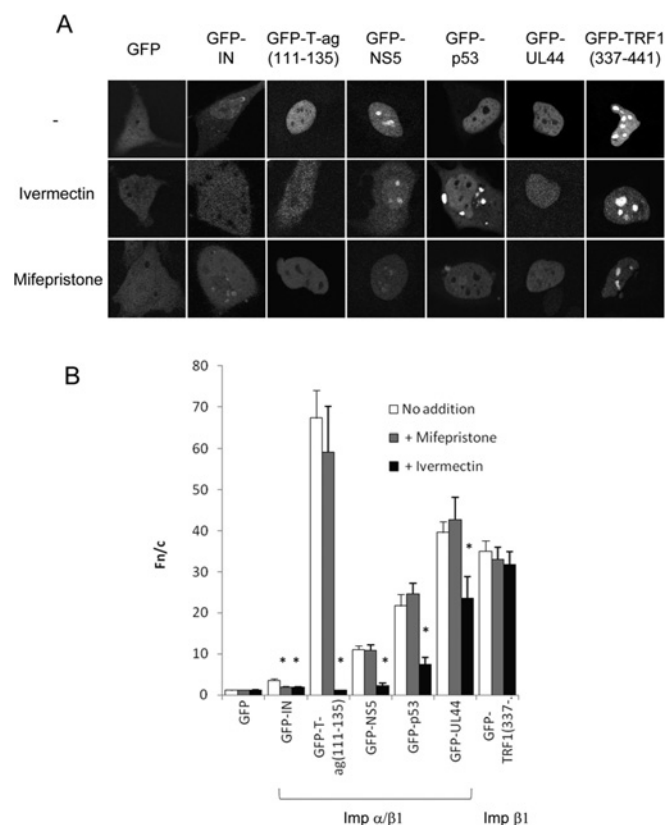 A
GFP
GFP-IN
GFP-T-ag (111-135)
GFP-NS5
GFP-p53
GFP-UL44
GFP-TRF1 (337-441)
-
Ivermectin
Mifepristone
B
80
70
60
50
40
30
20
10
0
Fn/c
No addition
+ Mifepristone
+ Ivermectin
* *
*
*
*
*
GFP
GFP-IN
GFP-T-ag(111-135)
GFP-NS5
GFP-p53
GFP-UL44
GFP-TRF1(337-.
Imp α/β1
Imp β1